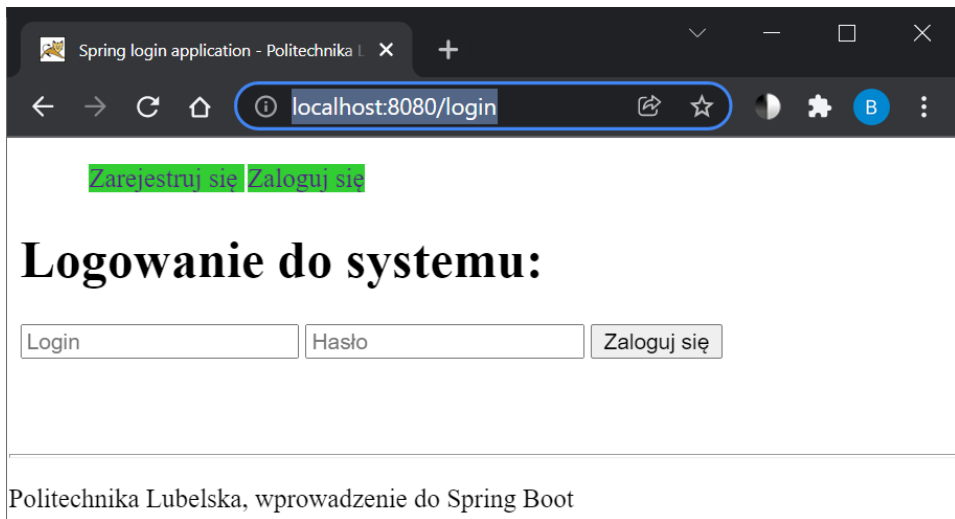 Spring login application - Politechnika L
localhost:8080/login
B
Zarejestruj się Zaloguj się
Logowanie do systemu:
Login Hasło Zaloguj się
Politechnika Lubelska, wprowadzenie do Spring Boot